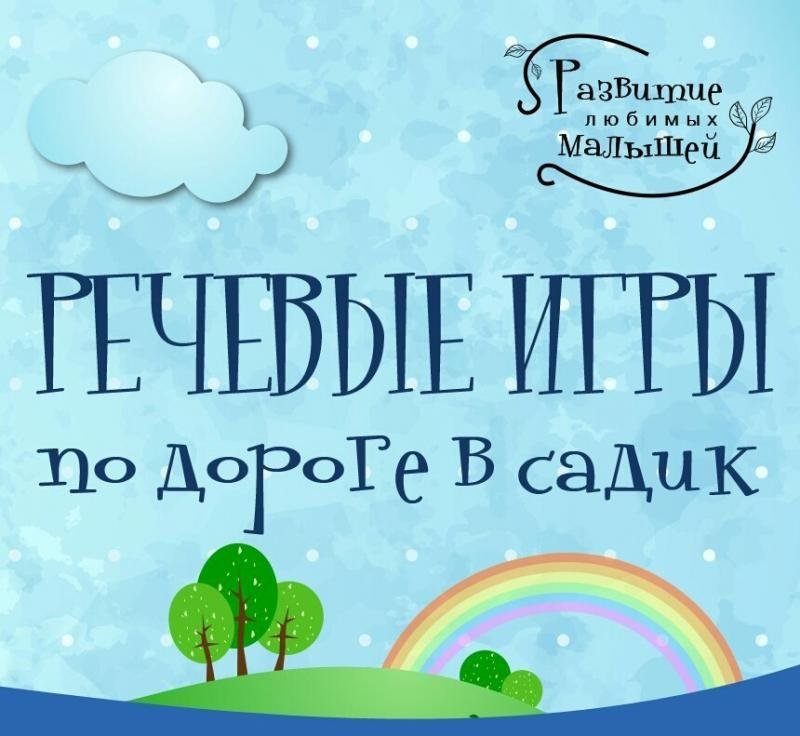 Развитие
любимых
малышей
РЕЧЕВЫЕ ИГРЫ
по дороге в садик